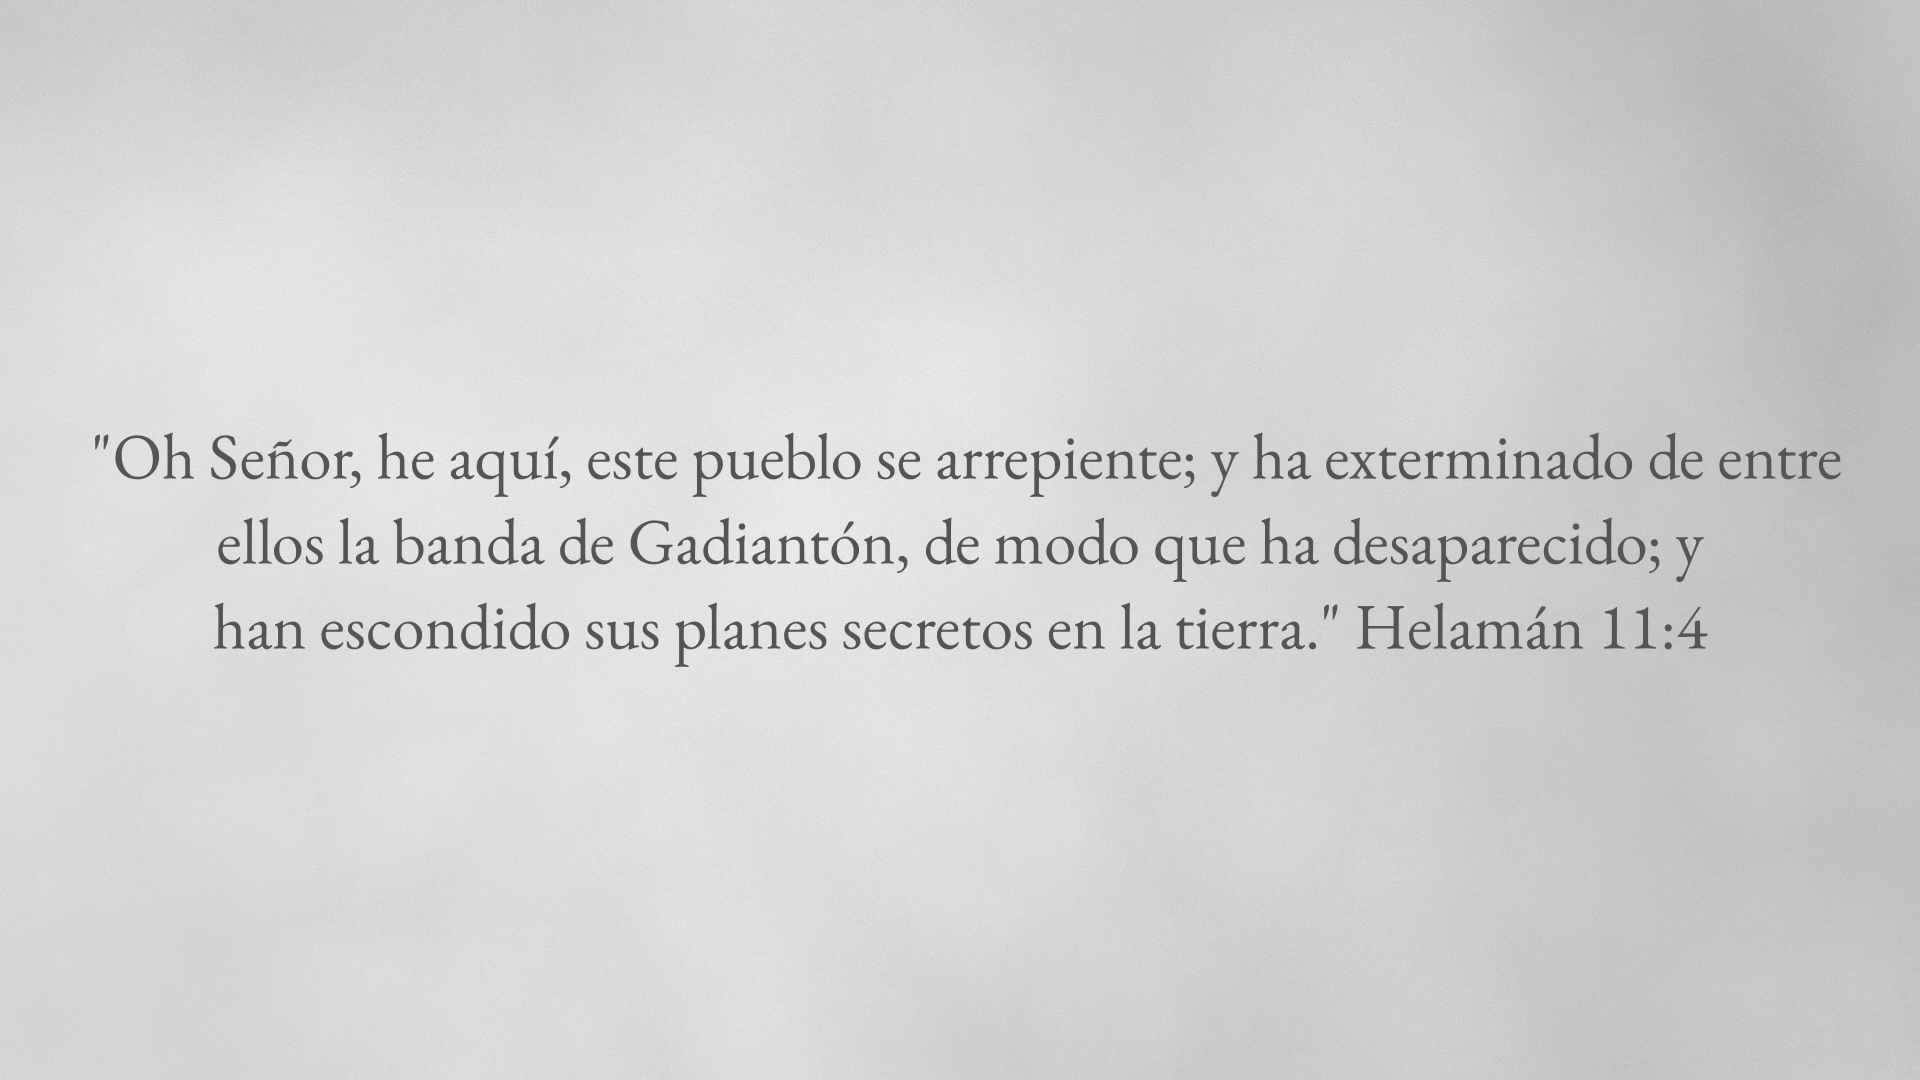 "Oh Señor, he aquí, este pueblo se arrepiente; y ha exterminado de entre
ellos la banda de Gadiantón, de modo que ha desaparecido; y
han escondido sus planes secretos en la tierra." Helamán 11:4